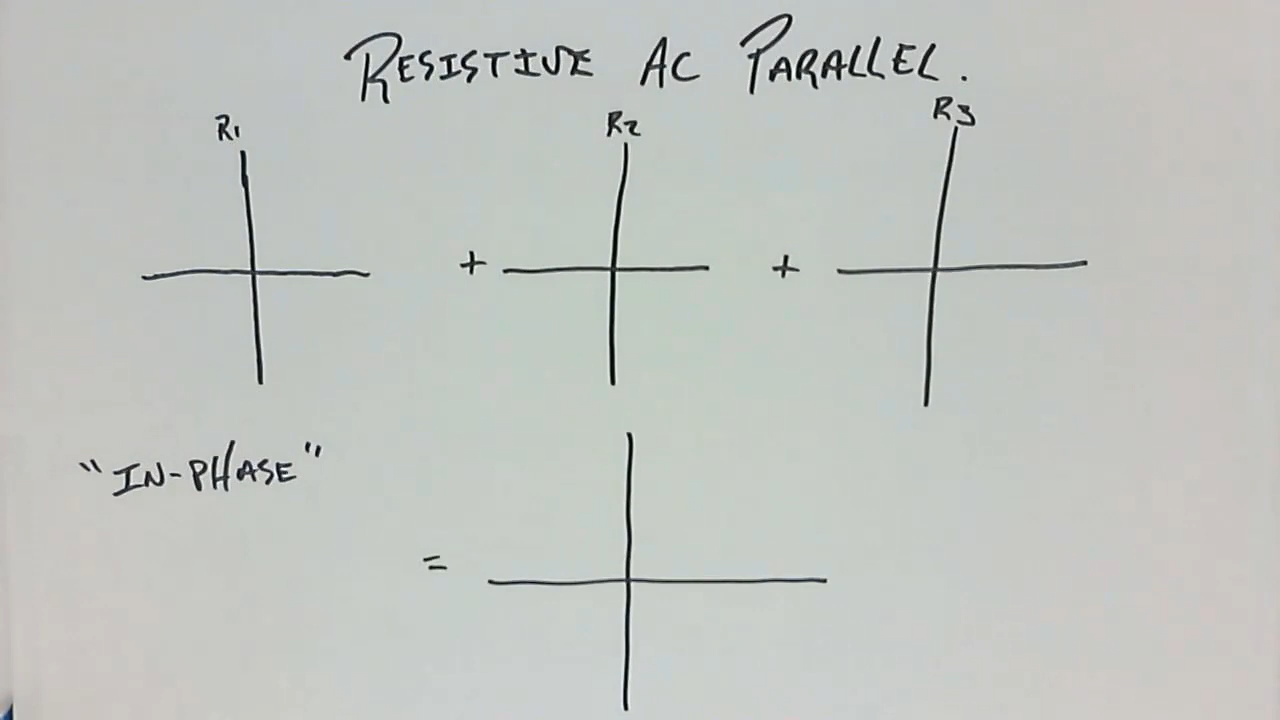 RESISTIVE AC PARALLEL.
R1 R2 R3
+ +
"IN-PHASE"
=